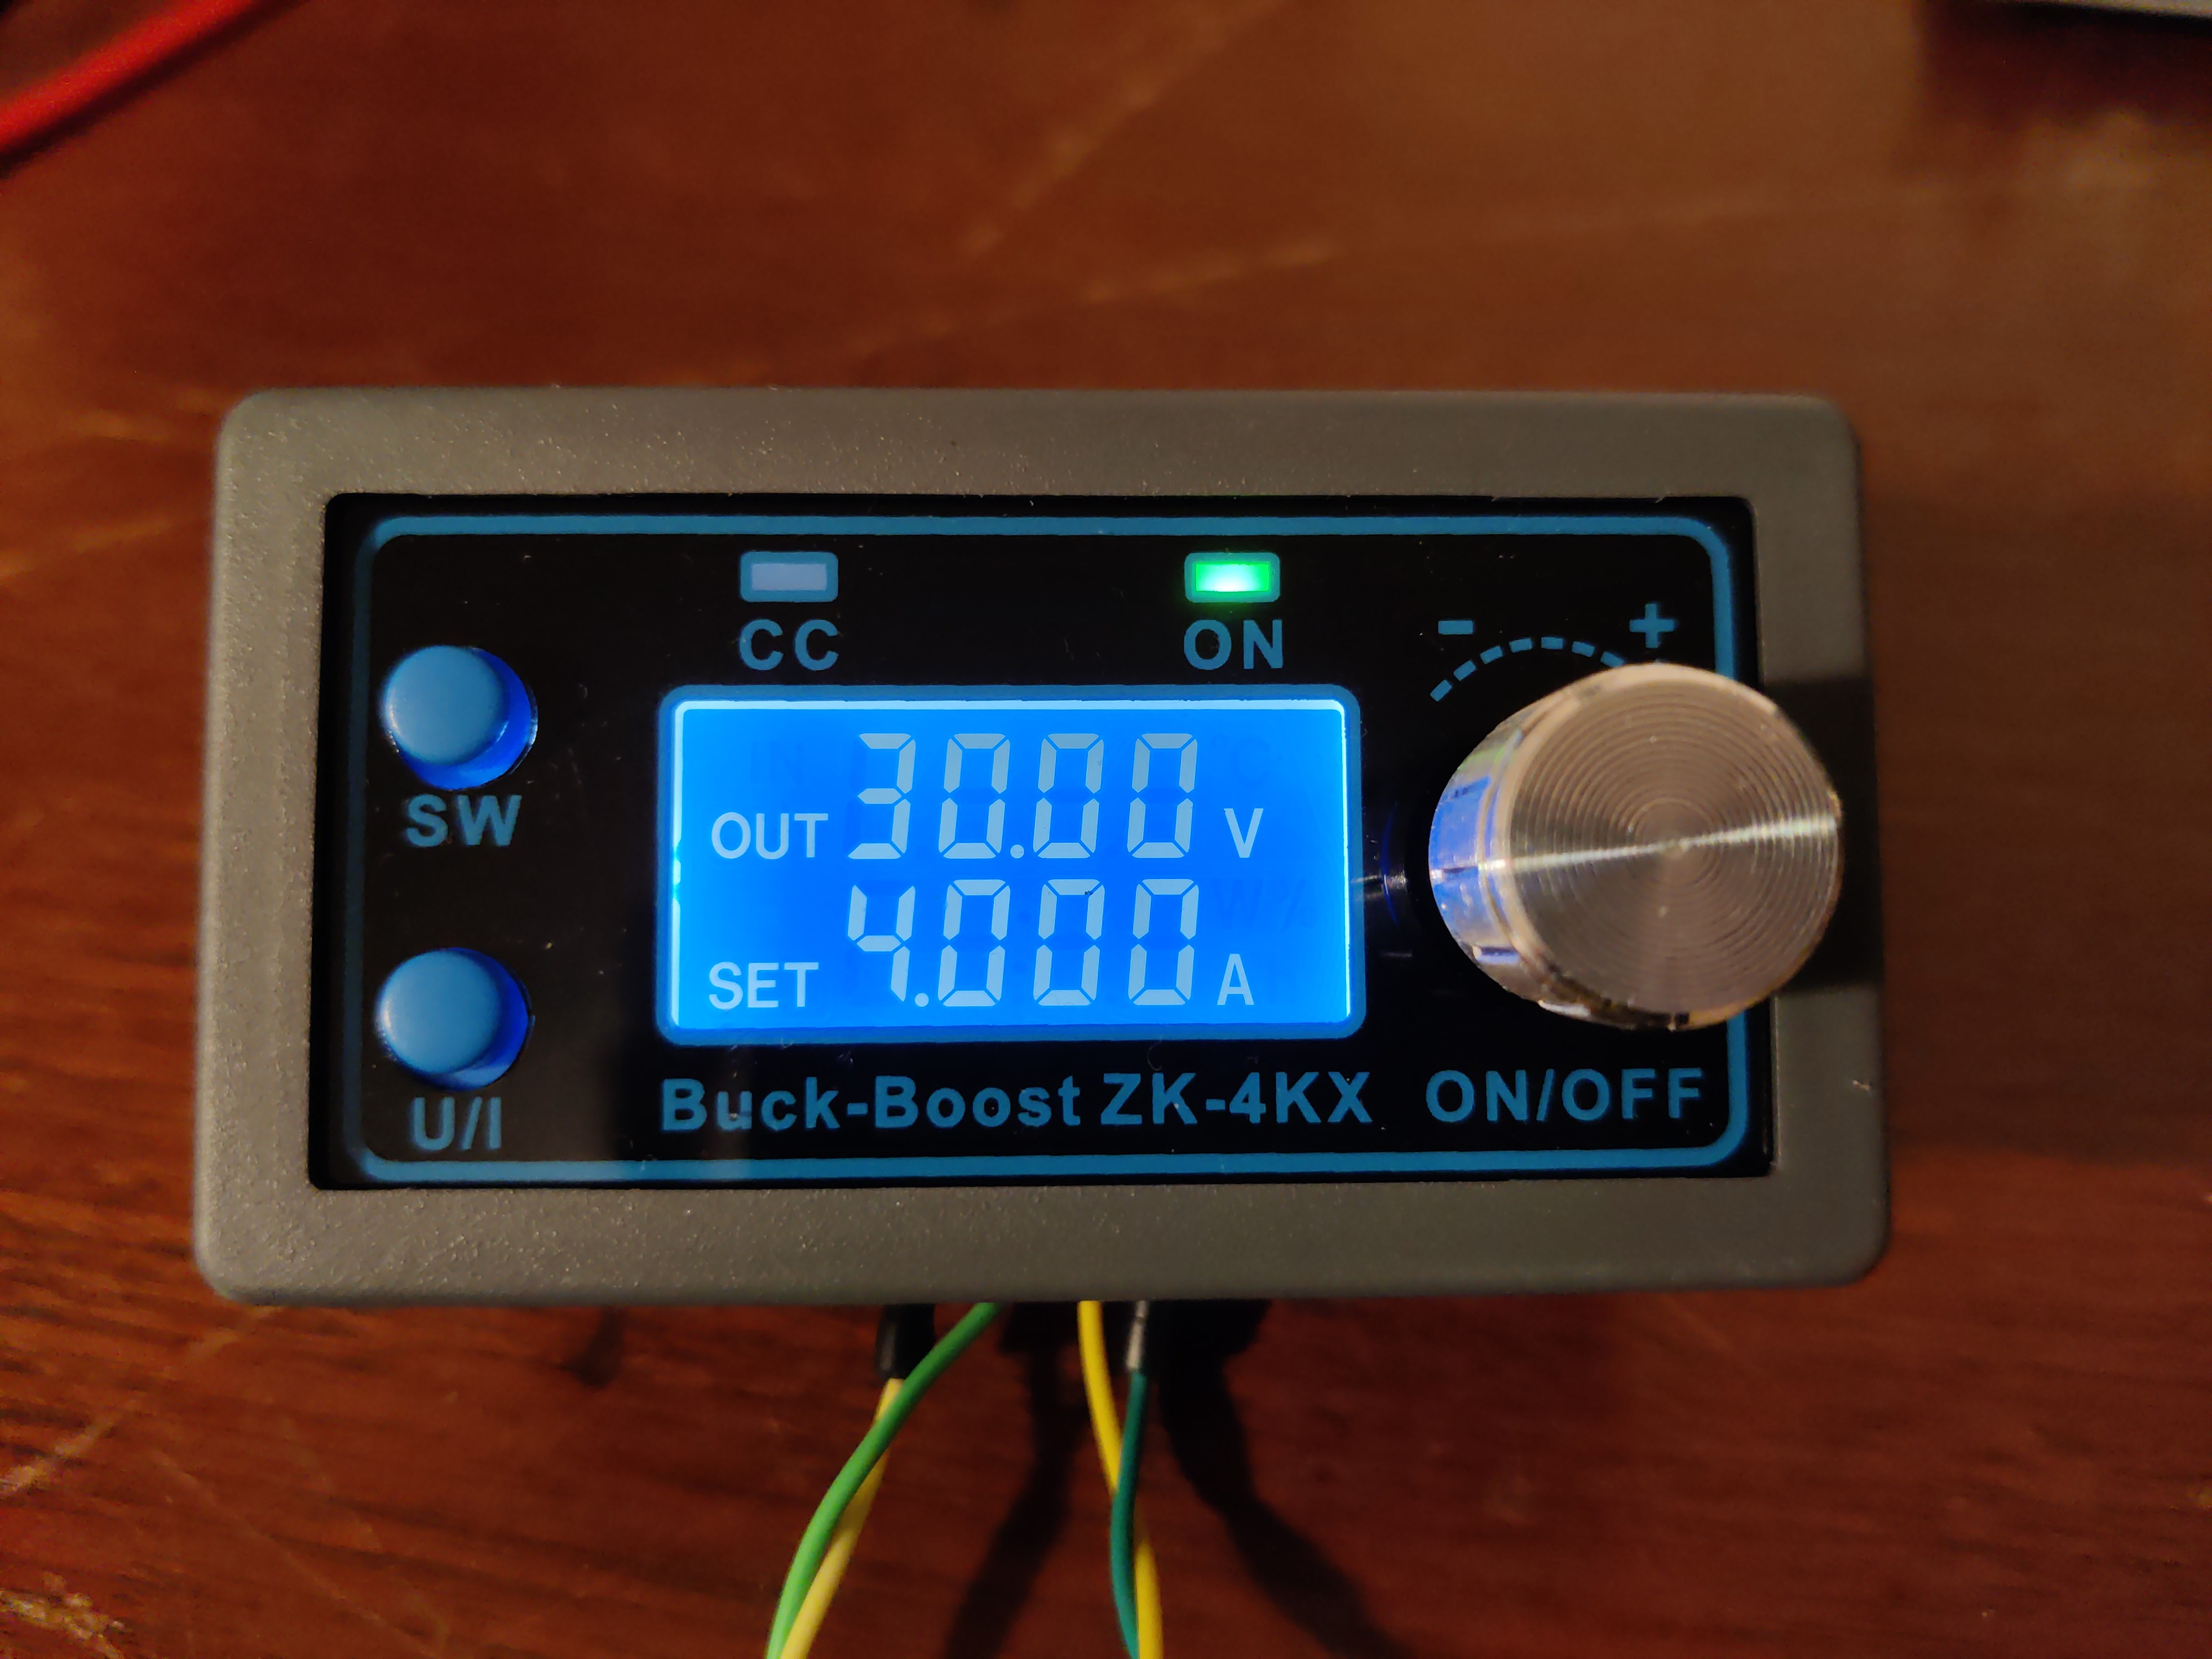 CC ON
- +
SW
OUT 30.00 V
SET 4.000 A
U/I
Buck-Boost ZK-4KX ON/OFF